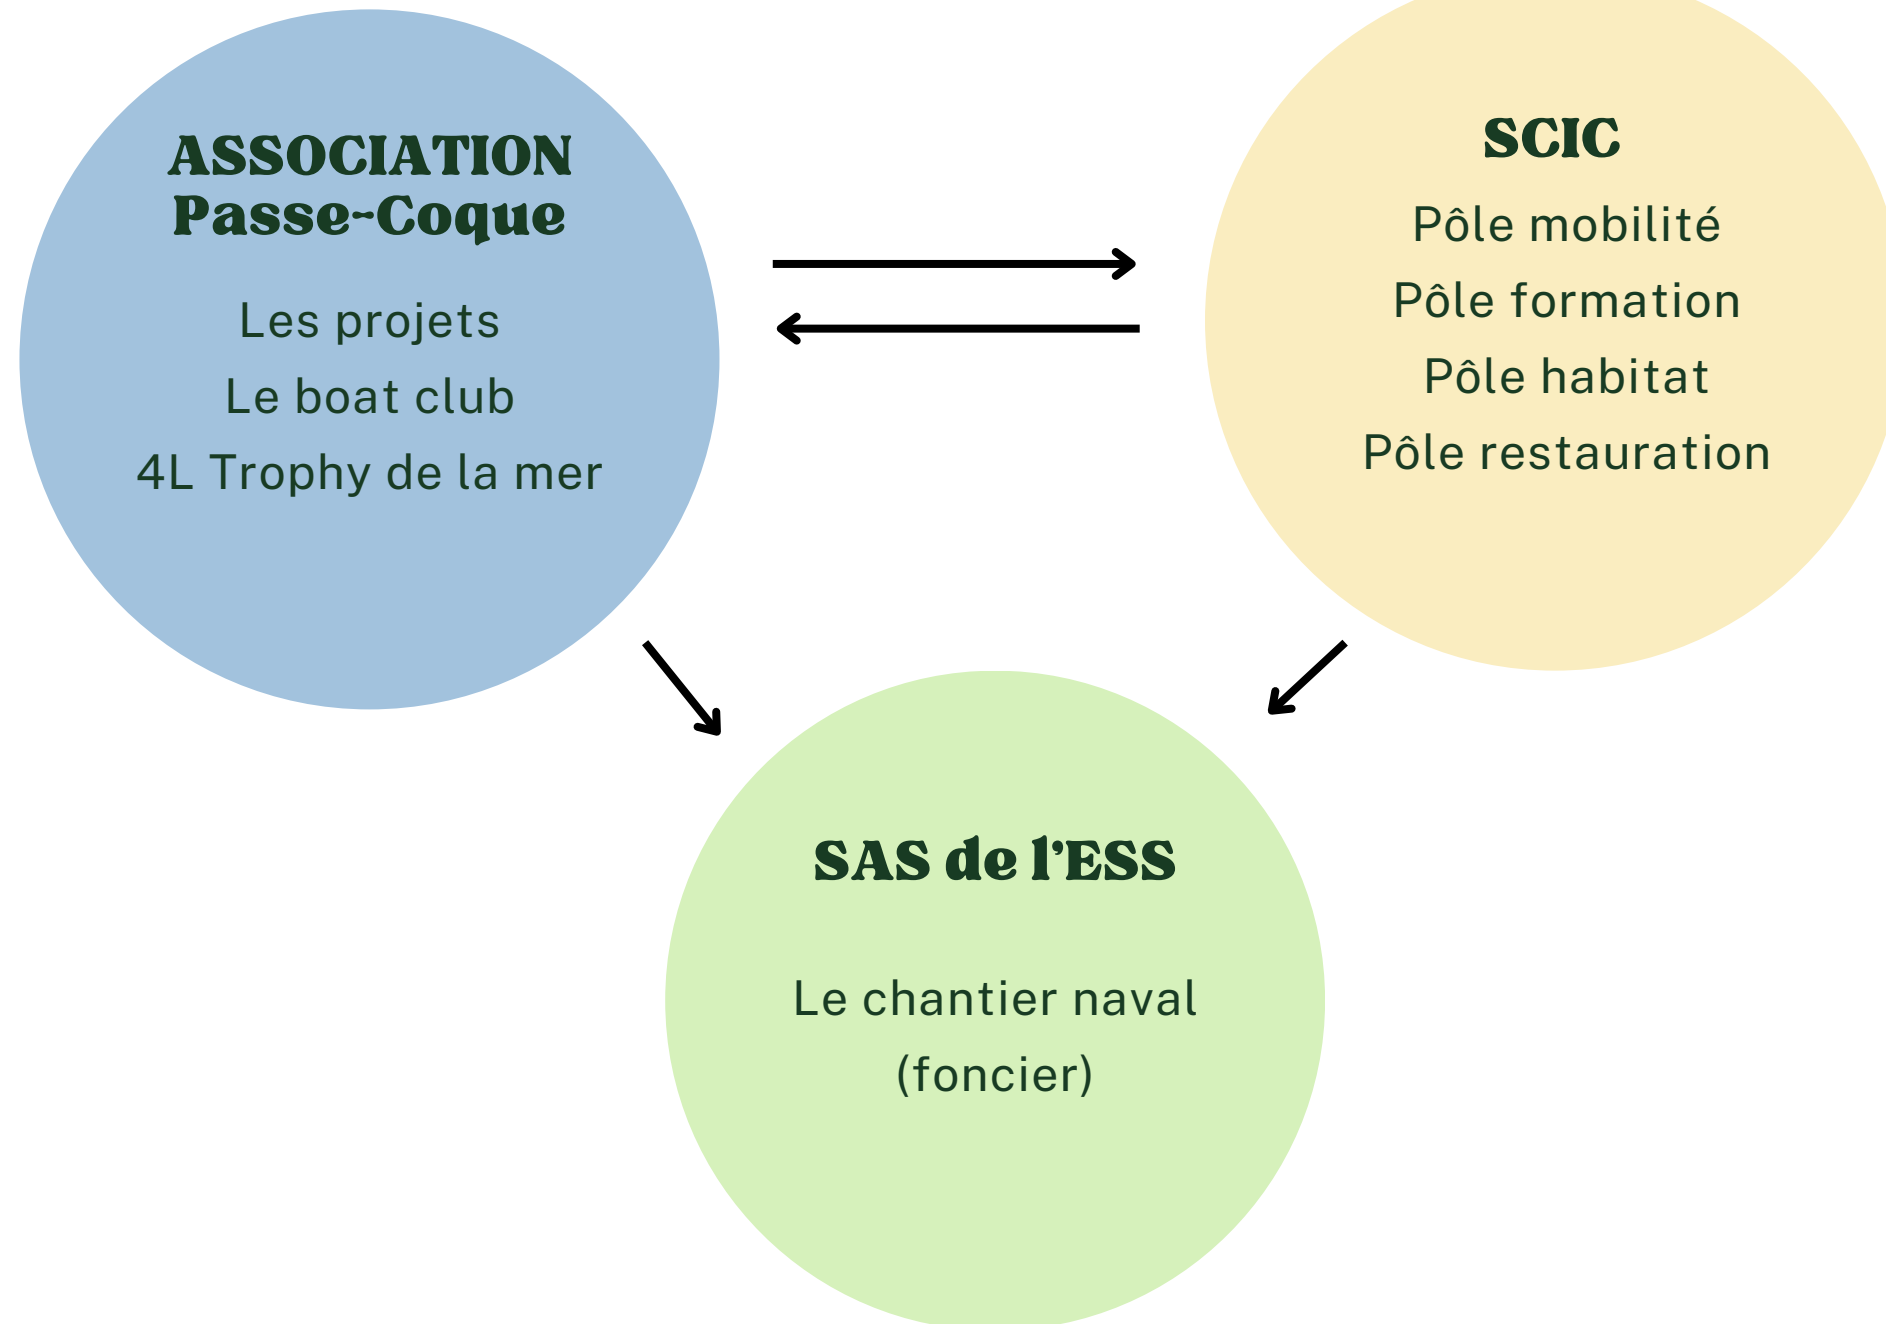 ASSOCIATION
Passe-Coque
Les projets
Le boat club
4L Trophy de la mer
SCIC
Pôle mobilité
Pôle formation
Pôle habitat
Pôle restauration
SAS de l’ESS
Le chantier naval
(foncier)